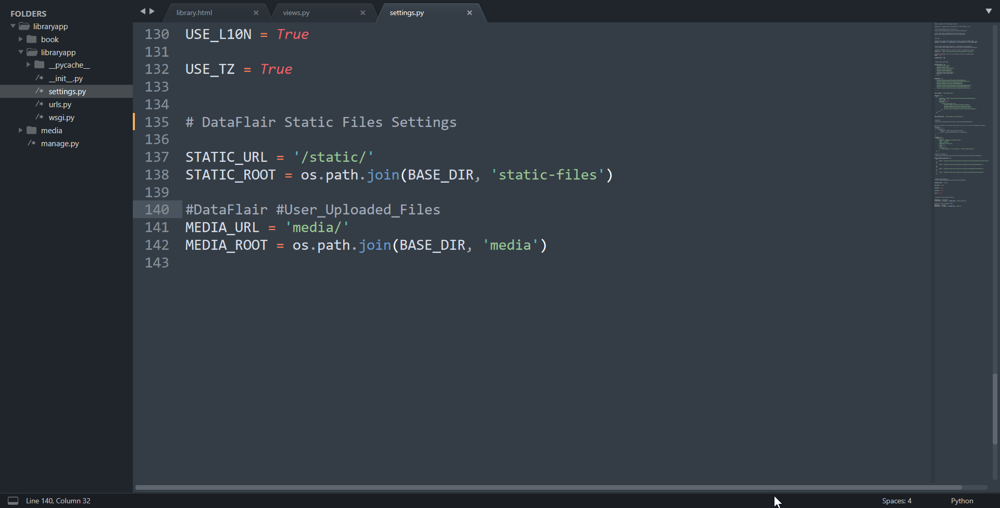 FOLDERS
libraryapp
book
libraryapp
__pycache__
/* __init__.py
/* settings.py
/* urls.py
/* wsgi.py
media
/* manage.py
library.html ×
views.py ×
settings.py ×
130 USE_L10N = True
131
132 USE_TZ = True
133
134
135 # DataFlair Static Files Settings
136
137 STATIC_URL = '/static/'
138 STATIC_ROOT = os.path.join(BASE_DIR, 'static-files')
139
140 #DataFlair #User_Uploaded_Files
141 MEDIA_URL = 'media/'
142 MEDIA_ROOT = os.path.join(BASE_DIR, 'media')
143
Line 140, Column 32
Spaces: 4
Python